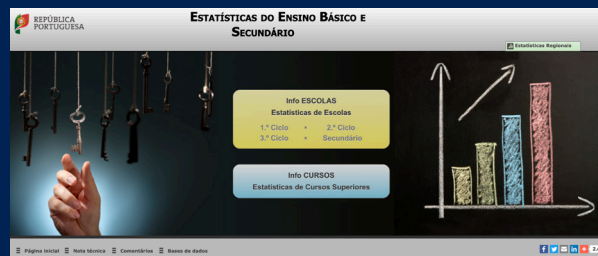 REPÚBLICA
PORTUGUESA
ESTATÍSTICAS DO ENSINO BÁSICO E
SECUNDÁRIO
Estatísticas Regionais
Info ESCOLAS
Estatísticas de Escolas
1.º Ciclo • 2.º Ciclo
3.º Ciclo • Secundário
Info CURSOS
Estatísticas de Cursos Superiores
Página inicial Nota técnica Comentários Bases de dados